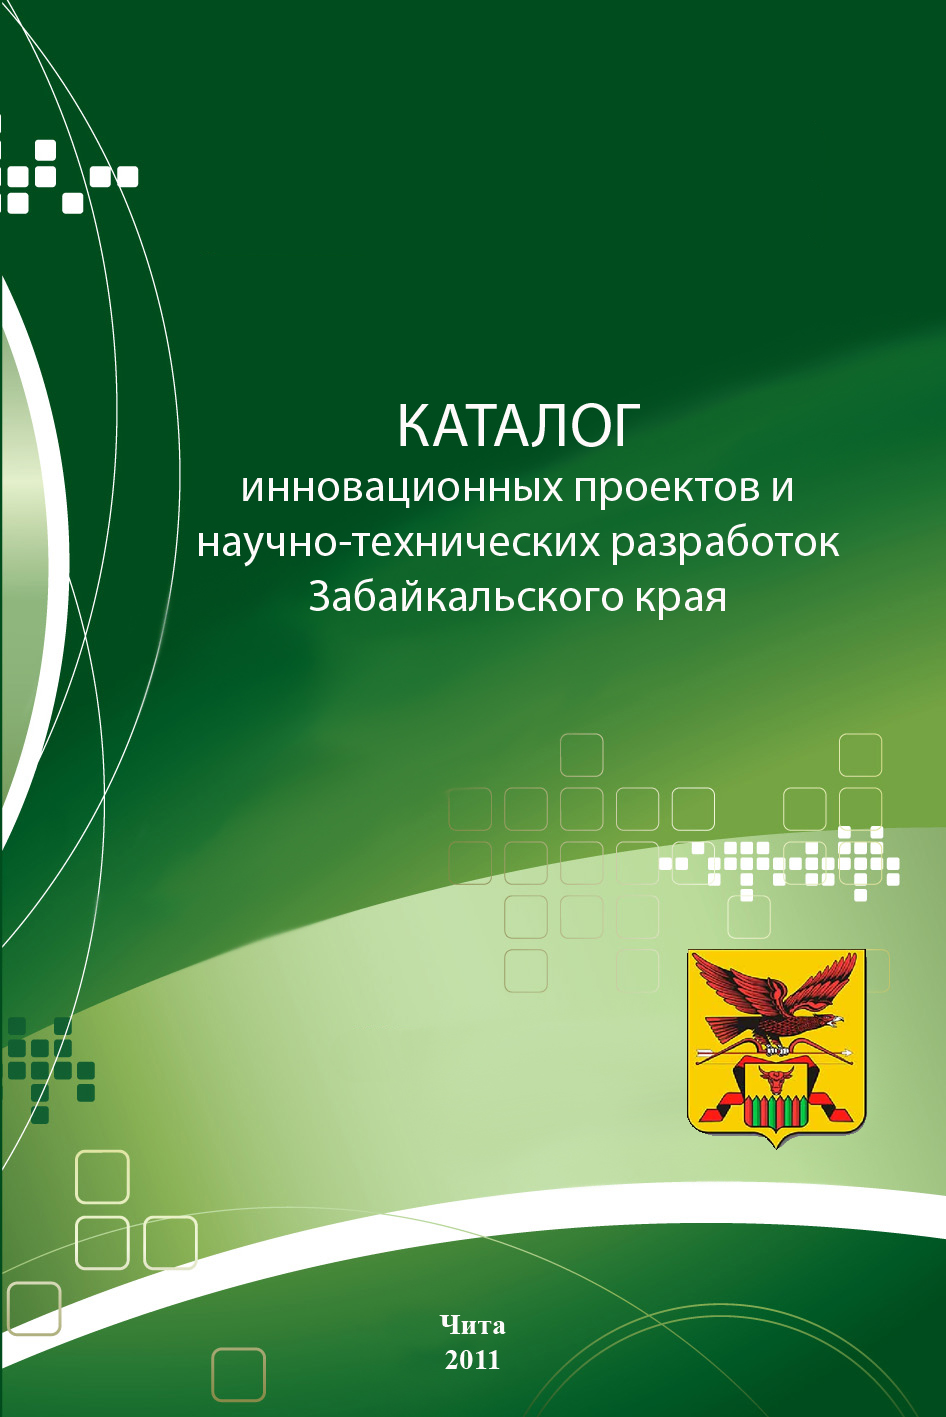 КАТАЛОГ
инновационных проектов и
научно-технических разработок
Забайкальского края
Чита
2011